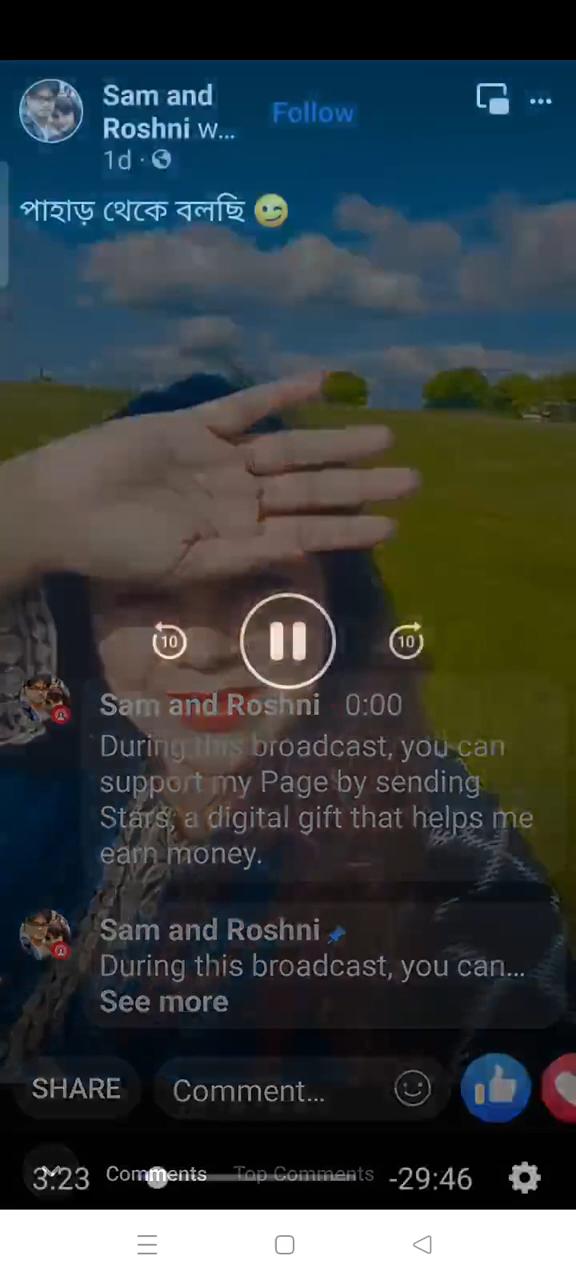 Sam and
Roshni w...
Follow
1d
পাহাড় থেকে বলছি 😉
10
10
Sam and Roshni · 0:00
During this broadcast, you can
support my Page by sending
Stars, a digital gift that helps me
earn money.
Sam and Roshni
During this broadcast, you can...
See more
SHARE
Comment...
3:23
Comments
Top Comments
-29:46